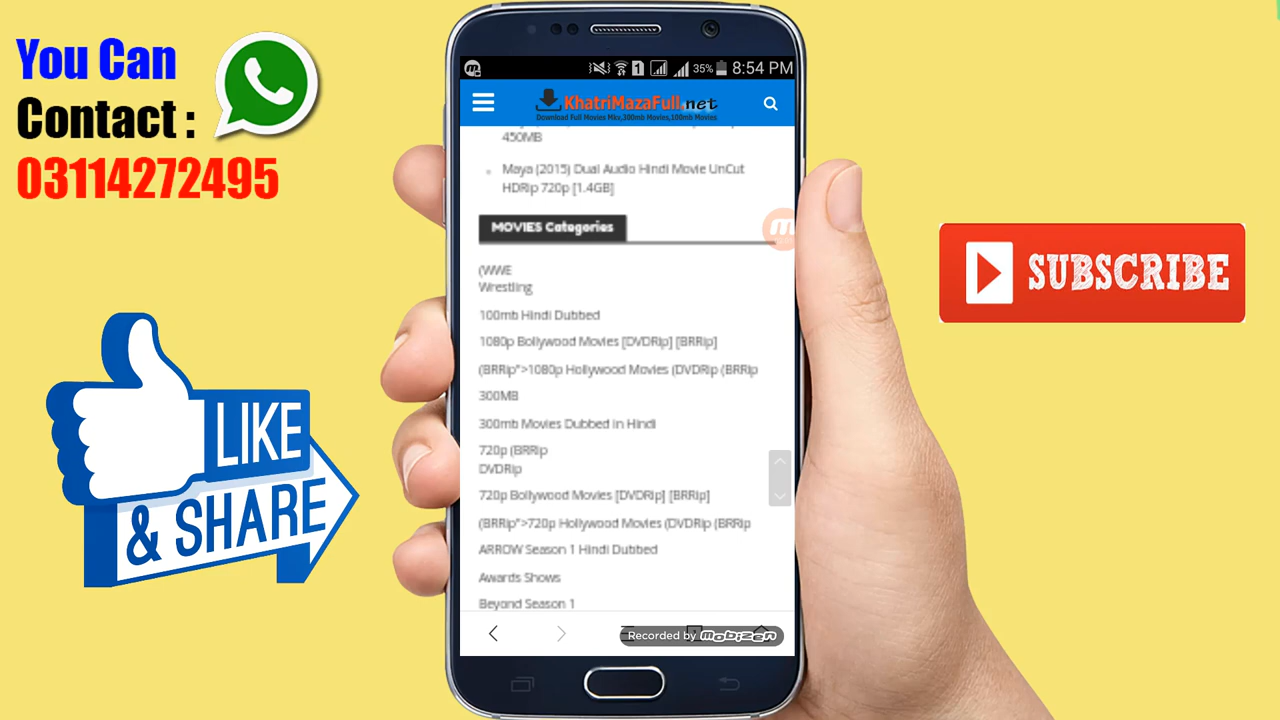 You Can
Contact :
03114272495
LIKE
& SHARE
SUBSCRIBE
35% 8:54 PM
KhatriMazaFull.net
Download Full Movies Mkv,300mb Movies,100mb Movies
450MB
Maya (2015) Dual Audio Hindi Movie UnCut
HDRip 720p [1.4GB]
MOVIES Categories
(WWE
Wrestling
100mb Hindi Dubbed
1080p Bollywood Movies [DVDRip] [BRRip]
(BRRip">1080p Hollywood Movies (DVDRip (BRRip
300MB
300mb Movies Dubbed in Hindi
720p (BRRip
DVDRip
720p Bollywood Movies [DVDRip] [BRRip]
(BRRip">720p Hollywood Movies (DVDRip (BRRip
ARROW Season 1 Hindi Dubbed
Awards Shows
Beyond Season 1
Recorded by mobizen